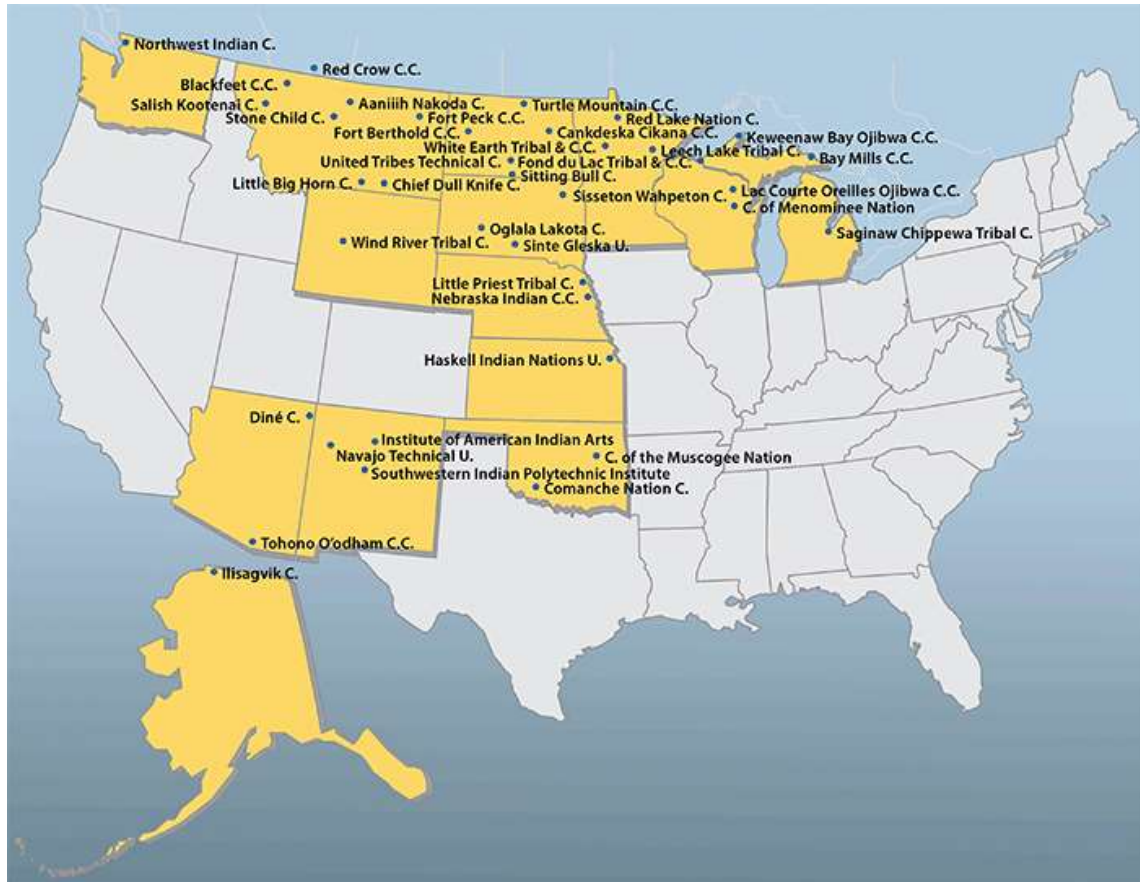 Northwest Indian C.
Red Crow C.C.
Blackfeet C.C.
Salish Kootenai C.
Aaniiih Nakoda C.
Turtle Mountain C.C.
Stone Child C.
Fort Peck C.C.
Red Lake Nation C.
Fort Berthold C.C.
Cankdeska Cikana C.C.
Keweenaw Bay Ojibwa C.C.
White Earth Tribal & C.C.
Leech Lake Tribal C.
Bay Mills C.C.
United Tribes Technical C.
Fond du Lac Tribal & C.C.
Sitting Bull C.
Little Big Horn C.
Chief Dull Knife C.
Sisseton Wahpeton C.
Lac Courte Oreilles Ojibwa C.C.
C. of Menominee Nation
Oglala Lakota C.
Saginaw Chippewa Tribal C.
Wind River Tribal C.
Sinte Gleska U.
Little Priest Tribal C.
Nebraska Indian C.C.
Haskell Indian Nations U.
Diné C.
Institute of American Indian Arts
Navajo Technical U.
C. of the Muscogee Nation
Southwestern Indian Polytechnic Institute
Comanche Nation C.
Tohono O'odham C.C.
Ilisagvik C.